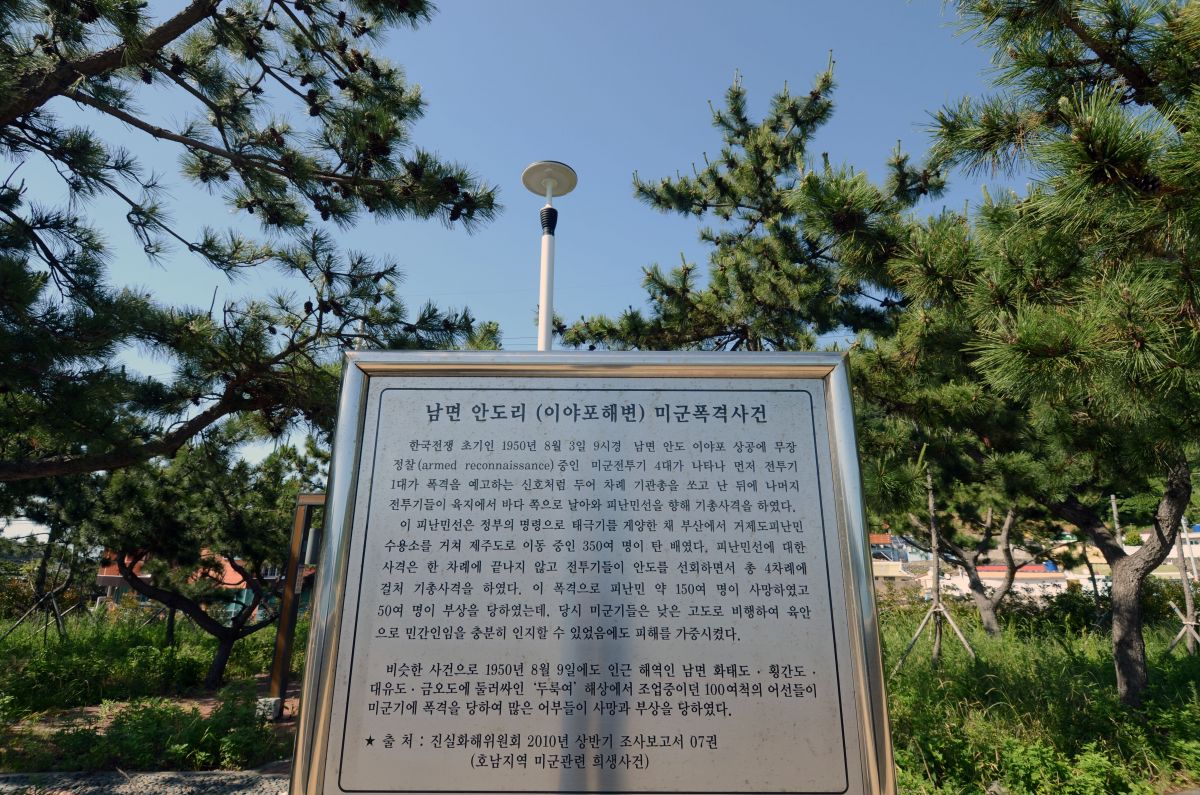 남면 안도리 (이야포해변) 미군폭격사건
한국전쟁 초기인 1950년 8월 3일 9시경 남면 안도 이야포 상공에 무장
정찰(armed reconnaissance)중인 미군전투기 4대가 나타나 먼저 전투기
1대가 폭격을 예고하는 신호처럼 두어 차례 기관총을 쏘고 난 뒤에 나머지
전투기들이 육지에서 바다 쪽으로 날아와 피난민선을 향해 기총사격을 하였다.
이 피난민선은 정부의 명령으로 태극기를 게양한 채 부산에서 거제도피난민
수용소를 거쳐 제주도로 이동 중인 350여 명이 탄 배였다. 피난민선에 대한
사격은 한 차례에 끝나지 않고 전투기들이 안도를 선회하면서 총 4차례에
걸쳐 기총사격을 하였다. 이 폭격으로 피난민 약 150여 명이 사망하였고
50여 명이 부상을 당하였는데, 당시 미군기들은 낮은 고도로 비행하여 육안
으로 민간인임을 충분히 인지할 수 있었음에도 피해를 가중시켰다.
비슷한 사건으로 1950년 8월 9일에도 인근 해역인 남면 화태도·횡간도·
대유도·금오도에 둘러싸인 '두룩여' 해상에서 조업중이던 100여척의 어선들이
미군기에 폭격을 당하여 많은 어부들이 사망과 부상을 당하였다.
★ 출 처 : 진실화해위원회 2010년 상반기 조사보고서 07권
(호남지역 미군관련 희생사건)